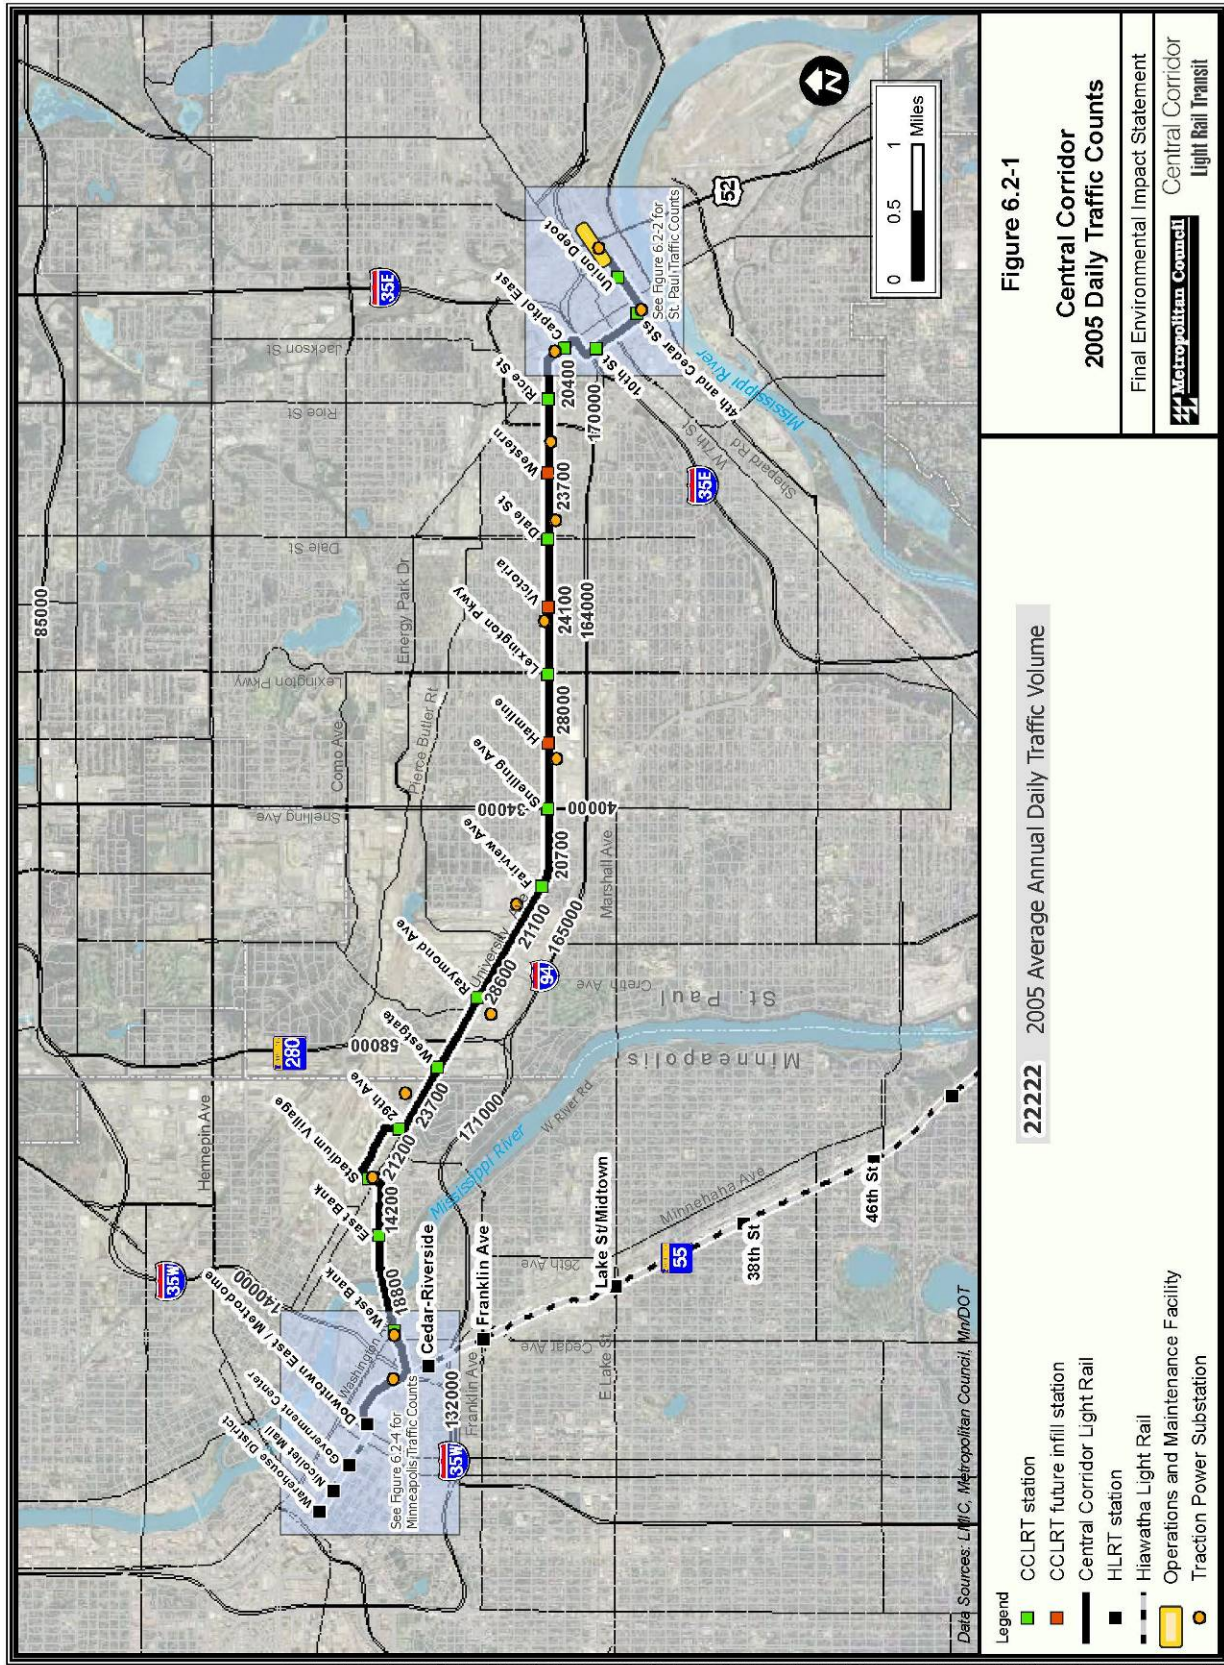 85000
35E
Jackson St
Rice St
Dale St
Lexington Pkwy
Energy Park Dr
Como Ave
Pierce Butler Rt
Snelling Ave
Hennepin Ave
280
58000
35W
140000
Warehouse District
Nicollet Mall
Government Center
Downtown East / Metrodome
Washington
West Bank
East Bank
Stadium Village
29th Ave
Westgate
Raymond Ave
University Ave
Fairview Ave
Snelling Ave
Hamline
Lexington Pkwy
Victoria
Dale St
Western
Rice St
Capitol East
Union Depot
10th St
4th and Cedar Sts
18800
14200
21200
23700
28600
21100
20700
34000
40000
28000
24100
23700
20400
171000
165000
164000
170000
132000
94
See Figure 6.2-4 for
Minneapolis Traffic Counts
See Figure 6.2-2 for
St. Paul Traffic Counts
Cedar-Riverside
Franklin Ave
Franklin Ave
35W
Mississippi River
W River Rd
Marshall Ave
Cretin Ave
St. Paul
Minneapolis
Cedar Ave
26th Ave
E Lake St
Lake St/Midtown
Minnehaha Ave
55
38th St
46th St
35E
W 7th St
Shepard Rd
Mississippi River
52
N
0 0.5 1
Miles
Data Sources: LMIC, Metropolitan Council, Mn/DOT
Legend
CCLRT station
CCLRT future infill station
Central Corridor Light Rail
HLRT station
Hiawatha Light Rail
Operations and Maintenance Facility
Traction Power Substation
22222 2005 Average Annual Daily Traffic Volume
Figure 6.2-1
Central Corridor
2005 Daily Traffic Counts
Final Environmental Impact Statement
Metropolitan Council
Central Corridor
Light Rail Transit